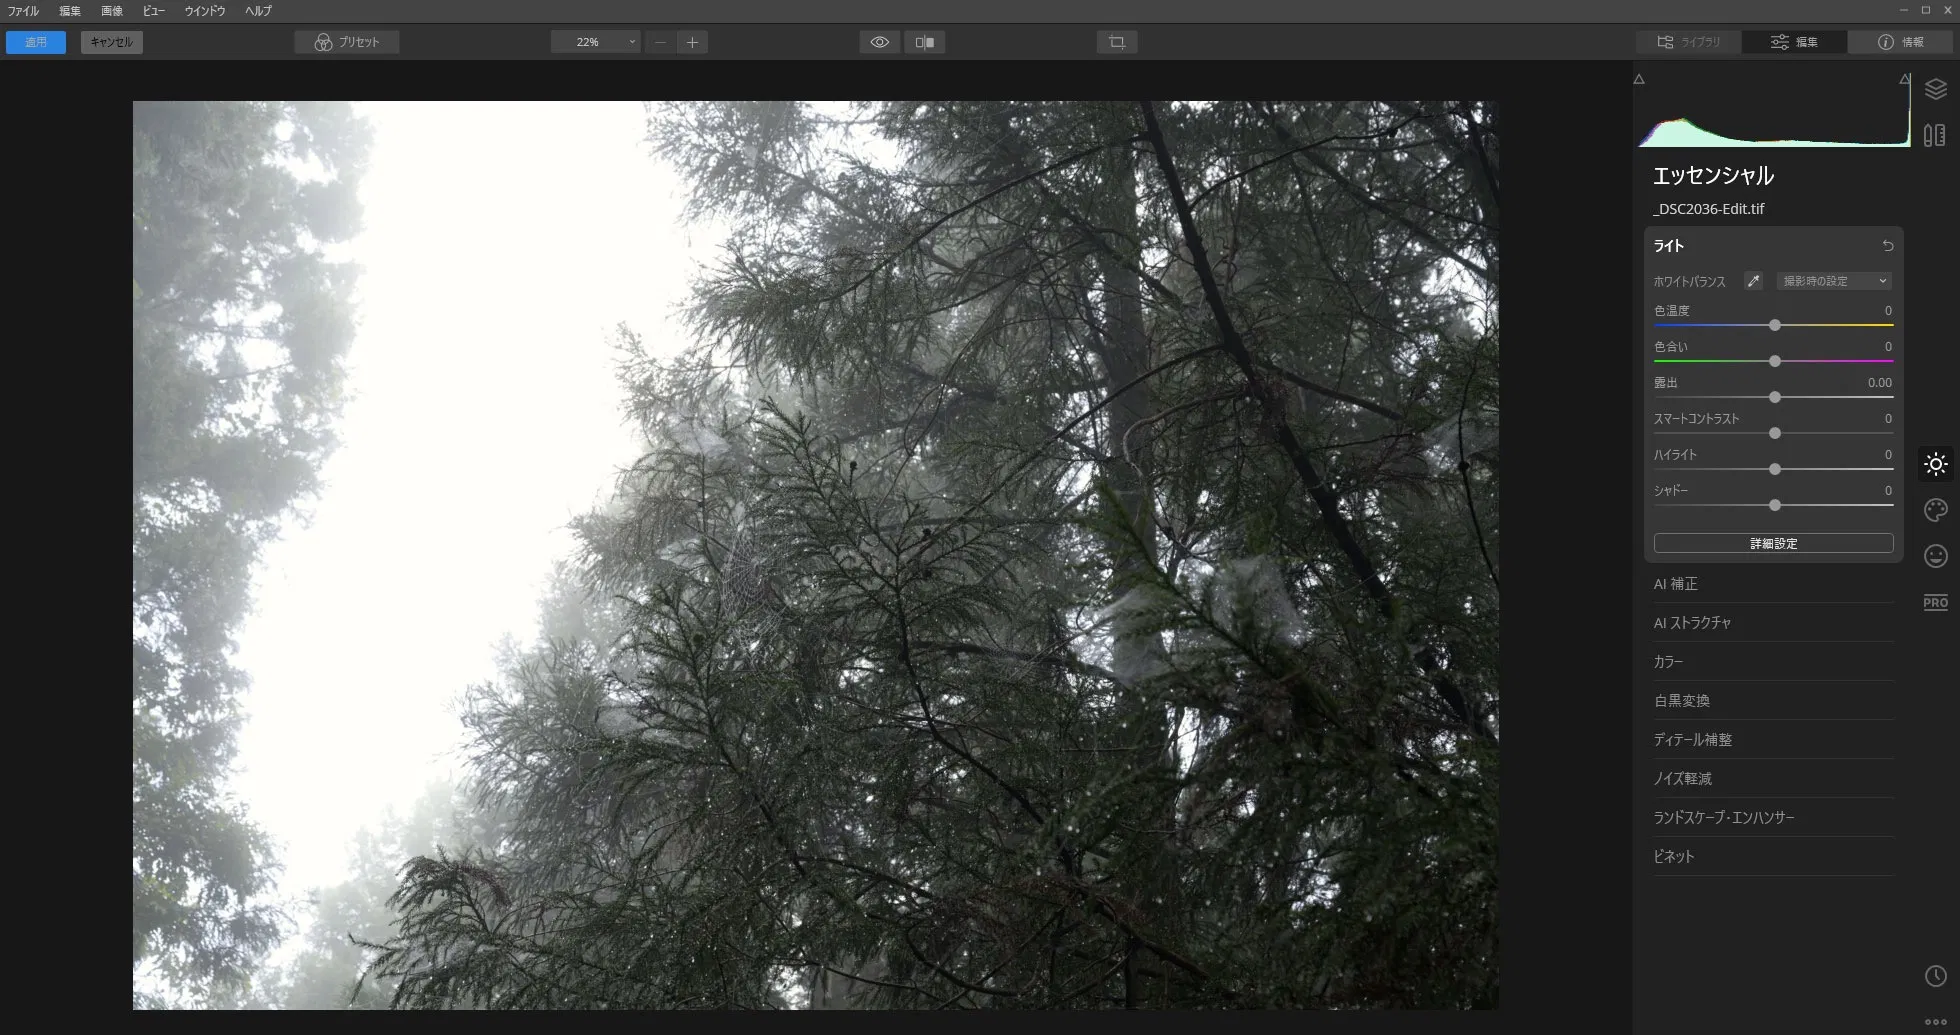 ファイル 編集 画像 ビュー ウインドウ ヘルプ
適用 キャンセル プリセット 22% ライブラリ 編集 情報
エッセンシャル
_DSC2036-Edit.tif
ライト
ホワイトバランス 撮影時の設定
色温度 0
色合い 0
露出 0.00
スマートコントラスト 0
ハイライト 0
シャドー 0
詳細設定
AI 補正
AI ストラクチャ
カラー
白黒変換
ディテール補整
ノイズ軽減
ランドスケープ・エンハンサー
ビネット
PRO